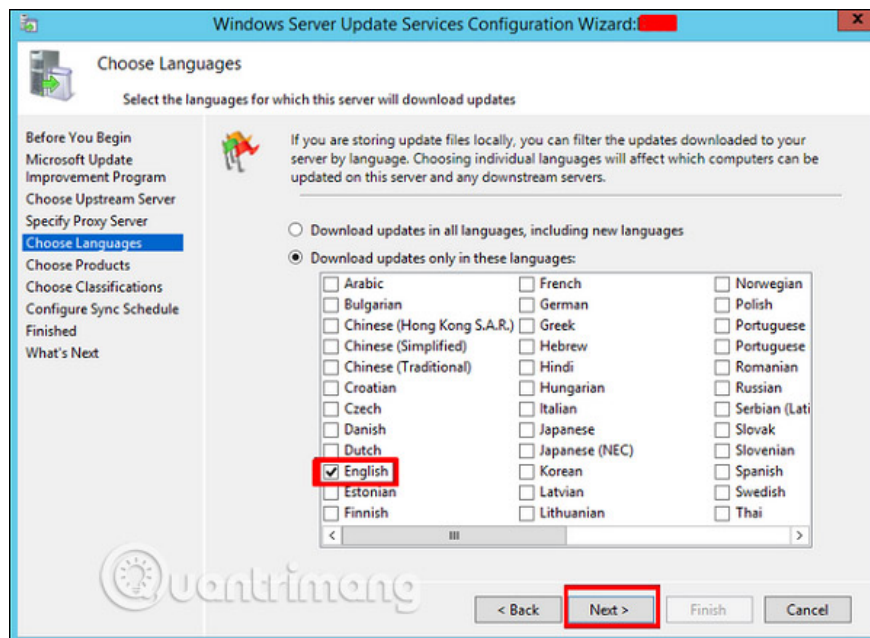 Windows Server Update Services Configuration Wizard:
x
Choose Languages
Select the languages for which this server will download updates
Before You Begin
Microsoft Update
Improvement Program
Choose Upstream Server
Specify Proxy Server
Choose Languages
Choose Products
Choose Classifications
Configure Sync Schedule
Finished
What's Next
If you are storing update files locally, you can filter the updates downloaded to your
server by language. Choosing individual languages will affect which computers can be
updated on this server and any downstream servers.
Download updates in all languages, including new languages
Download updates only in these languages:
Arabic
Bulgarian
Chinese (Hong Kong S.A.R.)
Chinese (Simplified)
Chinese (Traditional)
Croatian
Czech
Danish
Dutch
English
Estonian
Finnish
French
German
Greek
Hebrew
Hindi
Hungarian
Italian
Japanese
Japanese (NEC)
Korean
Latvian
Lithuanian
Norwegian
Polish
Portuguese
Portuguese
Romanian
Russian
Serbian (Lati
Slovak
Slovenian
Spanish
Swedish
Thai
Quantrimang
< Back
Next >
Finish
Cancel